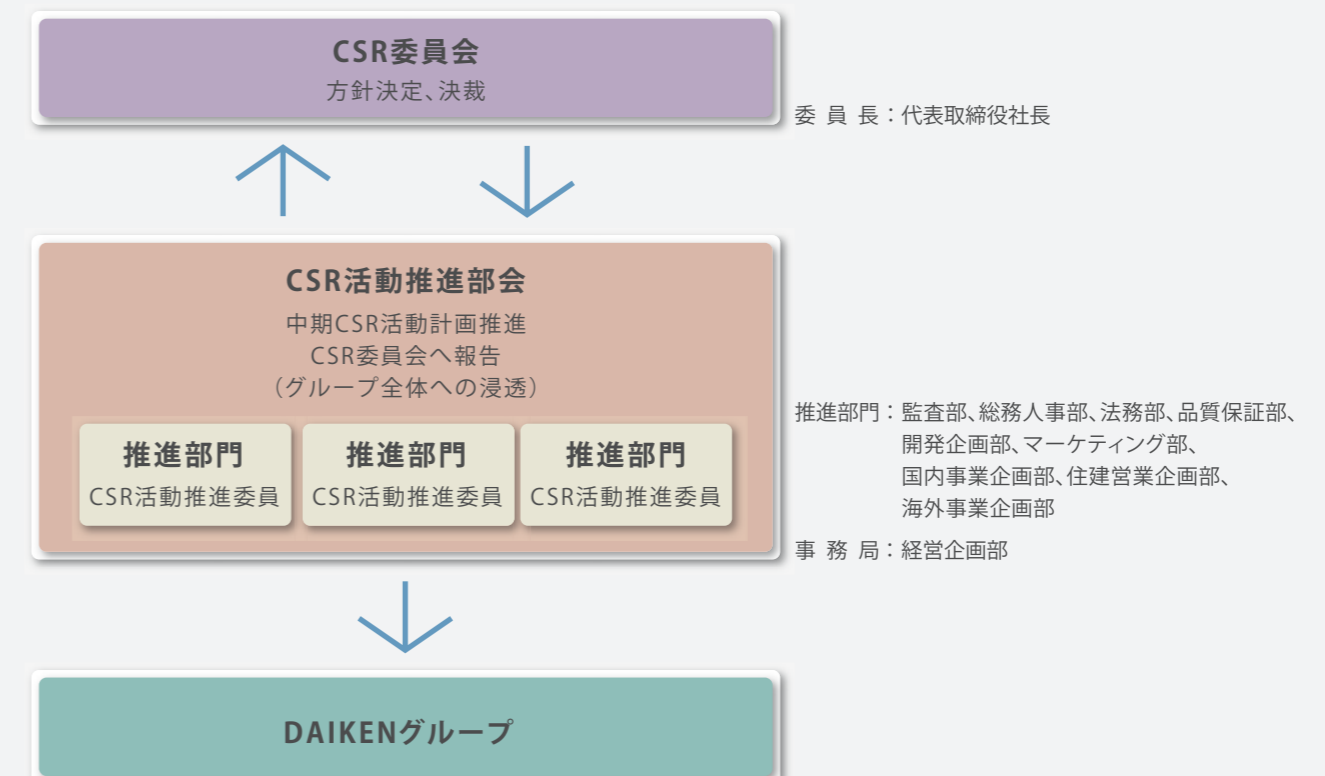 CSR委員会
方針決定、決裁
委 員 長：代表取締役社長
CSR活動推進部会
中期CSR活動計画推進
CSR委員会へ報告
（グループ全体への浸透）
推進部門
CSR活動推進委員
推進部門
CSR活動推進委員
推進部門
CSR活動推進委員
推進部門：監査部、総務人事部、法務部、品質保証部、
開発企画部、マーケティング部、
国内事業企画部、住建営業企画部、
海外事業企画部
事 務 局：経営企画部
DAIKENグループ